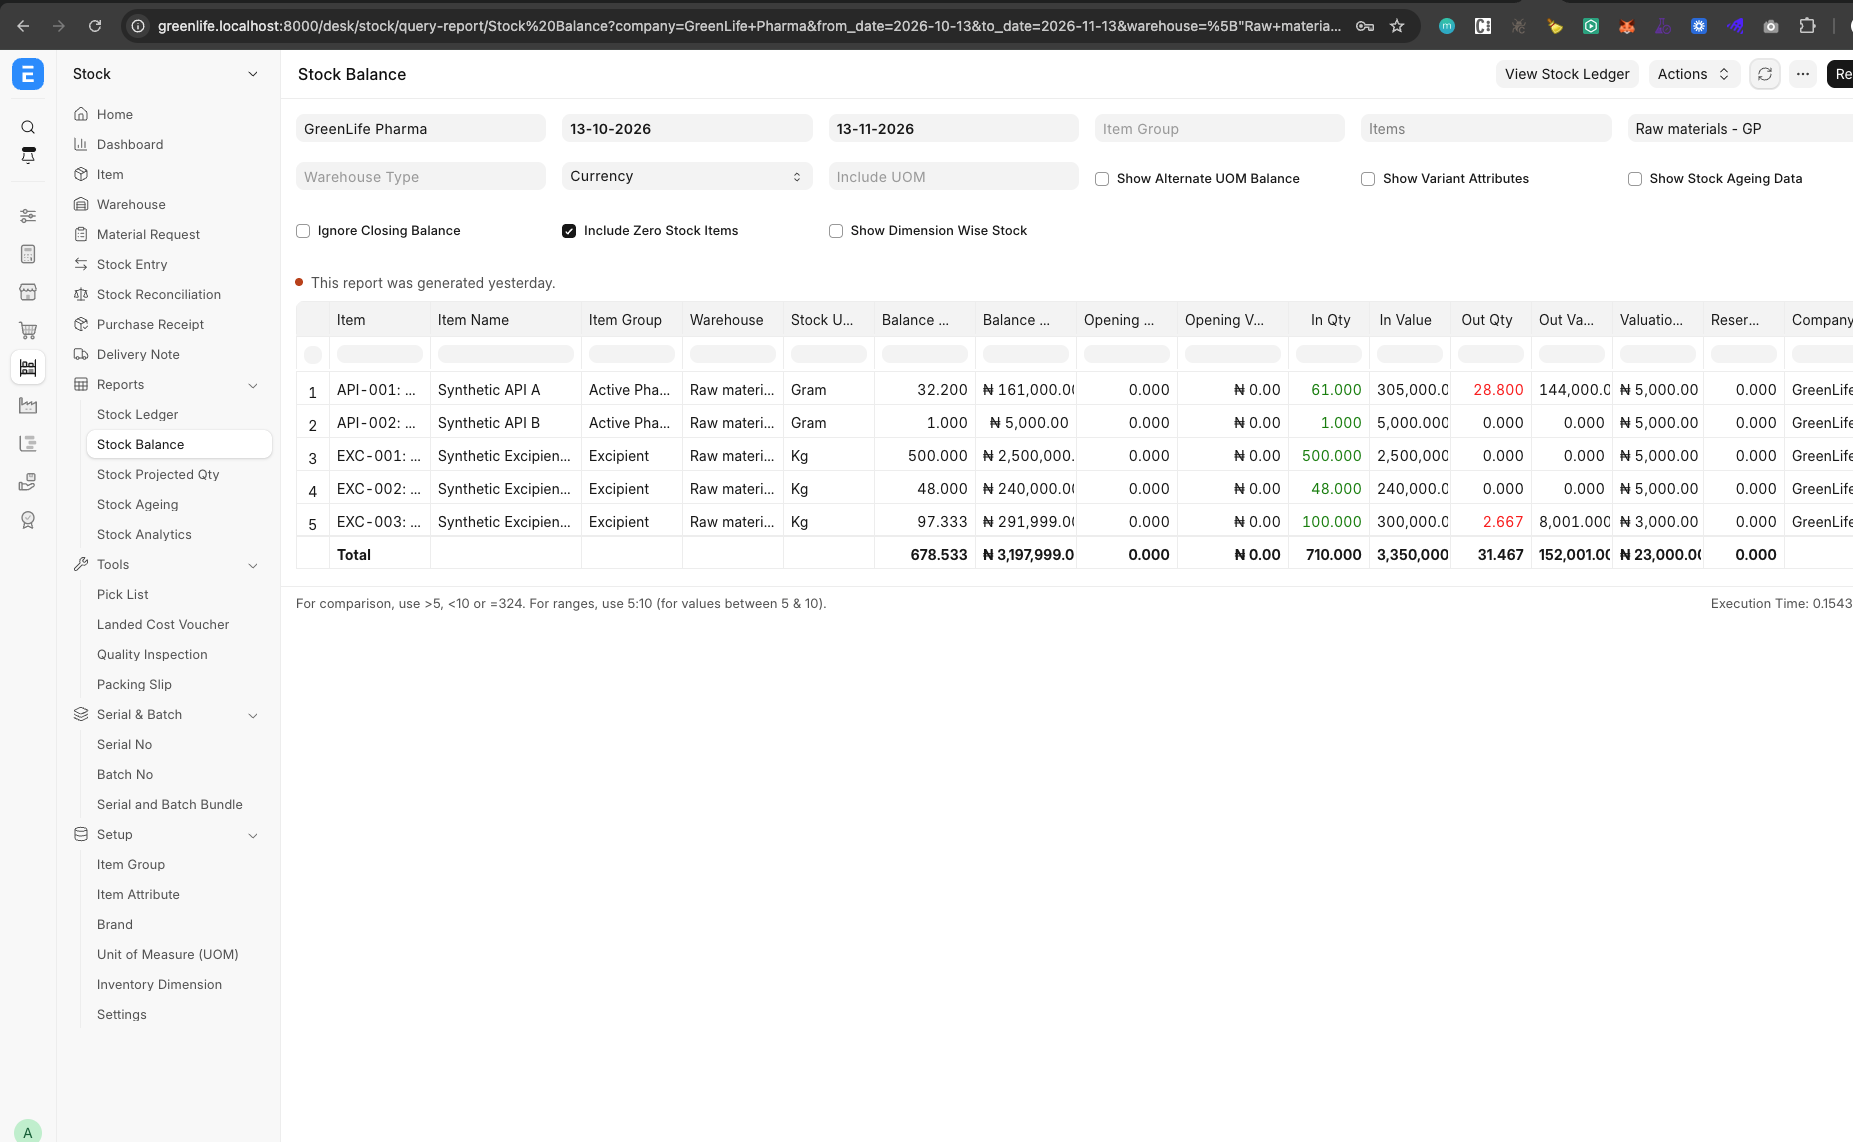 greenlife.localhost:8000/desk/stock/query-report/Stock%20Balance?company=GreenLife+Pharma&from_date=2026-10-13&to_date=2026-11-13&warehouse=%5B"Raw+materia...
Stock
Home
Dashboard
Item
Warehouse
Material Request
Stock Entry
Stock Reconciliation
Purchase Receipt
Delivery Note
Reports
Stock Ledger
Stock Balance
Stock Projected Qty
Stock Ageing
Stock Analytics
Tools
Pick List
Landed Cost Voucher
Quality Inspection
Packing Slip
Serial & Batch
Serial No
Batch No
Serial and Batch Bundle
Setup
Item Group
Item Attribute
Brand
Unit of Measure (UOM)
Inventory Dimension
Settings
A
Stock Balance
View Stock Ledger Actions ... Re
GreenLife Pharma 13-10-2026 13-11-2026 Item Group Items Raw materials - GP
Warehouse Type Currency Include UOM Show Alternate UOM Balance Show Variant Attributes Show Stock Ageing Data
Ignore Closing Balance Include Zero Stock Items Show Dimension Wise Stock
This report was generated yesterday.
Item Item Name Item Group Warehouse Stock U... Balance ... Balance ... Opening ... Opening V... In Qty In Value Out Qty Out Va... Valuatio... Reser... Company
1 API-001: ... Synthetic API A Active Pha... Raw materi... Gram 32.200 ₦ 161,000.00 0.000 ₦ 0.00 61.000 305,000.0 28.800 144,000.0 ₦ 5,000.00 0.000 GreenLife
2 API-002: ... Synthetic API B Active Pha... Raw materi... Gram 1.000 ₦ 5,000.00 0.000 ₦ 0.00 1.000 5,000.000 0.000 0.000 ₦ 5,000.00 0.000 GreenLife
3 EXC-001: ... Synthetic Excipien... Excipient Raw materi... Kg 500.000 ₦ 2,500,000. 0.000 ₦ 0.00 500.000 2,500,000 0.000 0.000 ₦ 5,000.00 0.000 GreenLife
4 EXC-002: ... Synthetic Excipien... Excipient Raw materi... Kg 48.000 ₦ 240,000.00 0.000 ₦ 0.00 48.000 240,000.0 0.000 0.000 ₦ 5,000.00 0.000 GreenLife
5 EXC-003: ... Synthetic Excipien... Excipient Raw materi... Kg 97.333 ₦ 291,999.00 0.000 ₦ 0.00 100.000 300,000.0 2.667 8,001.000 ₦ 3,000.00 0.000 GreenLife
Total 678.533 ₦ 3,197,999.0 0.000 ₦ 0.00 710.000 3,350,000 31.467 152,001.00 ₦ 23,000.00 0.000
For comparison, use >5, <10 or =324. For ranges, use 5:10 (for values between 5 & 10).
Execution Time: 0.1543